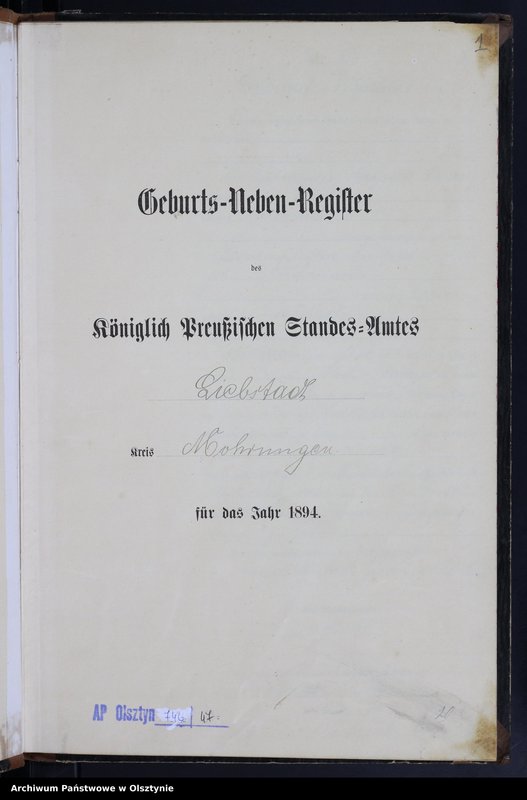 1
Geburts-Neben-Register
des
Königlich Preußischen Standes-Amtes
Liebstadt
Kreis Mohrungen
für das Jahr 1894.
AP Olsztyn 47
Archiwum Państwowe w Olsztynie